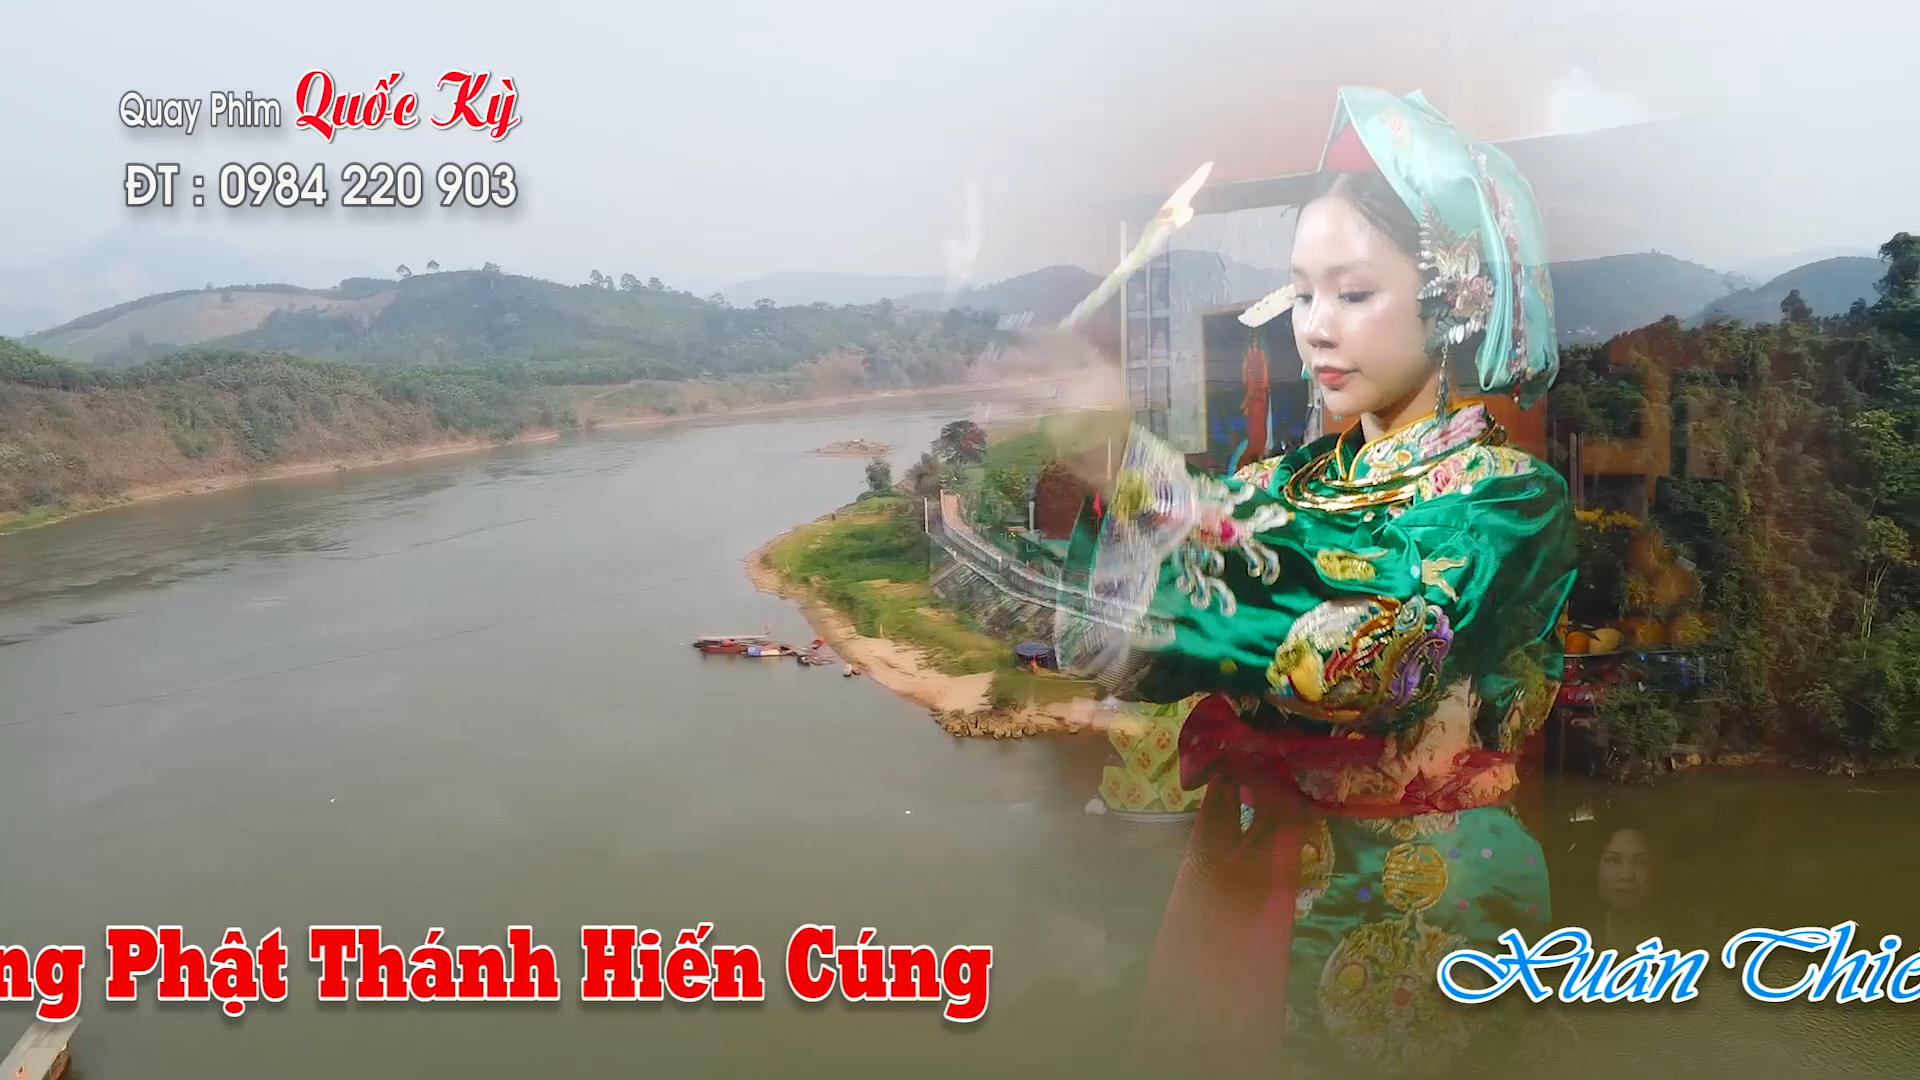 Quay Phim Quốc Kỳ
ĐT : 0984 220 903
ng Phật Thánh Hiến Cúng
Xuân Thie